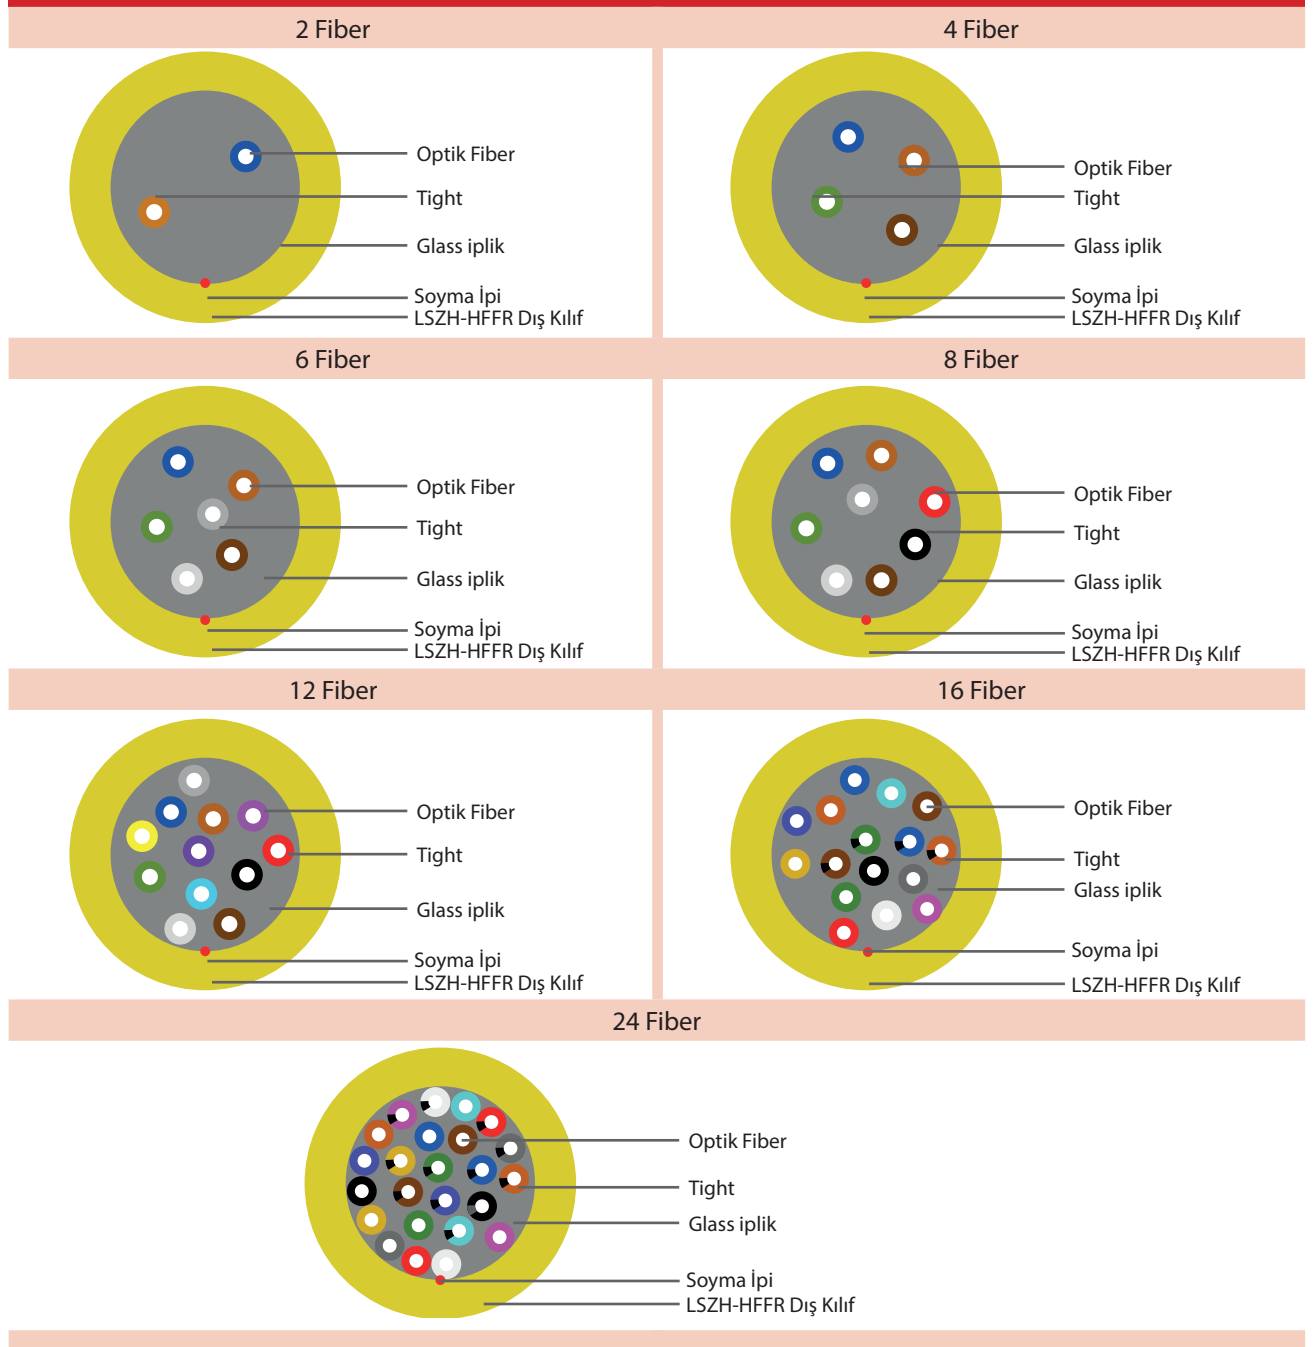 2 Fiber
4 Fiber
Optik Fiber
Tight
Glass iplik
Soyma İpi
LSZH-HFFR Dış Kılıf
Optik Fiber
Tight
Glass iplik
Soyma İpi
LSZH-HFFR Dış Kılıf
6 Fiber
8 Fiber
Optik Fiber
Tight
Glass iplik
Soyma İpi
LSZH-HFFR Dış Kılıf
Optik Fiber
Tight
Glass iplik
Soyma İpi
LSZH-HFFR Dış Kılıf
12 Fiber
16 Fiber
Optik Fiber
Tight
Glass iplik
Soyma İpi
LSZH-HFFR Dış Kılıf
Optik Fiber
Tight
Glass iplik
Soyma İpi
LSZH-HFFR Dış Kılıf
24 Fiber
Optik Fiber
Tight
Glass iplik
Soyma İpi
LSZH-HFFR Dış Kılıf